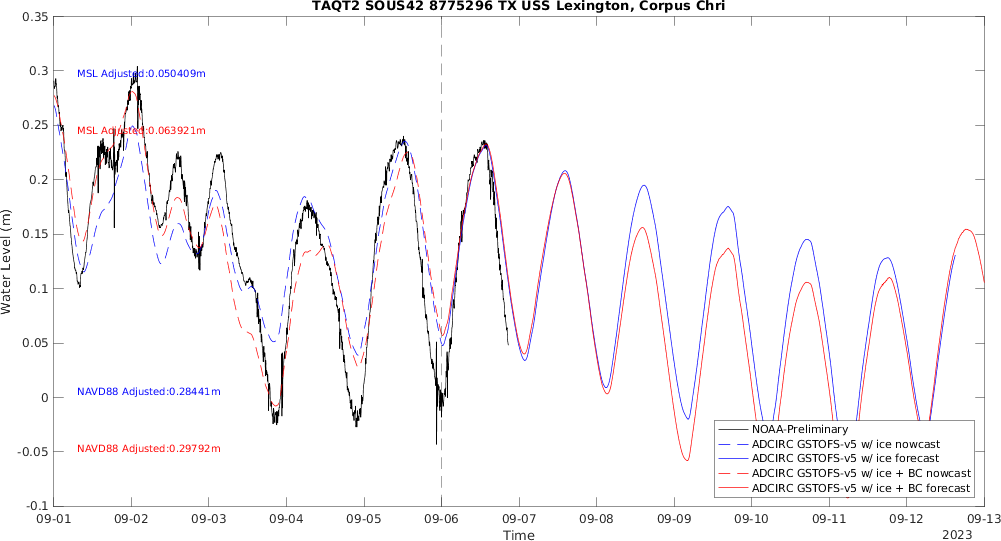 TAQT2 SOUS42 8775296 TX USS Lexington, Corpus Chri
0.35
0.3
0.25
0.2
0.15
0.1
0.05
0
-0.05
-0.1
Water Level (m)
MSL Adjusted:0.050409m
MSL Adjusted:0.063921m
NAVD88 Adjusted:0.28441m
NAVD88 Adjusted:0.29792m
NOAA-Preliminary
ADCIRC GSTOFS-v5 w/ ice nowcast
ADCIRC GSTOFS-v5 w/ ice forecast
ADCIRC GSTOFS-v5 w/ ice + BC nowcast
ADCIRC GSTOFS-v5 w/ ice + BC forecast
09-01 09-02 09-03 09-04 09-05 09-06 09-07 09-08 09-09 09-10 09-11 09-12 09-13
Time
2023